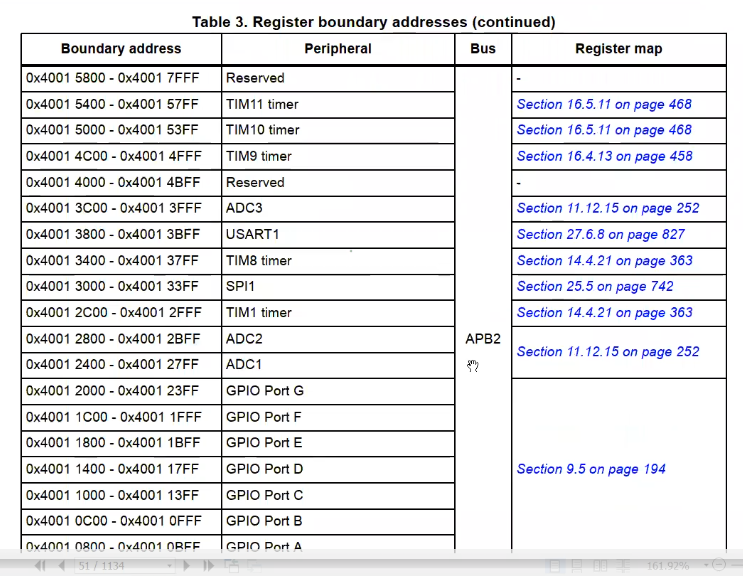 Table 3. Register boundary addresses (continued)
Boundary address Peripheral Bus Register map
0x4001 5800 - 0x4001 7FFF Reserved -
0x4001 5400 - 0x4001 57FF TIM11 timer Section 16.5.11 on page 468
0x4001 5000 - 0x4001 53FF TIM10 timer Section 16.5.11 on page 468
0x4001 4C00 - 0x4001 4FFF TIM9 timer Section 16.4.13 on page 458
0x4001 4000 - 0x4001 4BFF Reserved -
0x4001 3C00 - 0x4001 3FFF ADC3 Section 11.12.15 on page 252
0x4001 3800 - 0x4001 3BFF USART1 Section 27.6.8 on page 827
0x4001 3400 - 0x4001 37FF TIM8 timer Section 14.4.21 on page 363
0x4001 3000 - 0x4001 33FF SPI1 Section 25.5 on page 742
0x4001 2C00 - 0x4001 2FFF TIM1 timer Section 14.4.21 on page 363
0x4001 2800 - 0x4001 2BFF ADC2 APB2 Section 11.12.15 on page 252
0x4001 2400 - 0x4001 27FF ADC1
0x4001 2000 - 0x4001 23FF GPIO Port G
0x4001 1C00 - 0x4001 1FFF GPIO Port F
0x4001 1800 - 0x4001 1BFF GPIO Port E
0x4001 1400 - 0x4001 17FF GPIO Port D Section 9.5 on page 194
0x4001 1000 - 0x4001 13FF GPIO Port C
0x4001 0C00 - 0x4001 0FFF GPIO Port B
0x4001 0800 - 0x4001 0BFF GPIO Port A
51 / 1134 161.92%